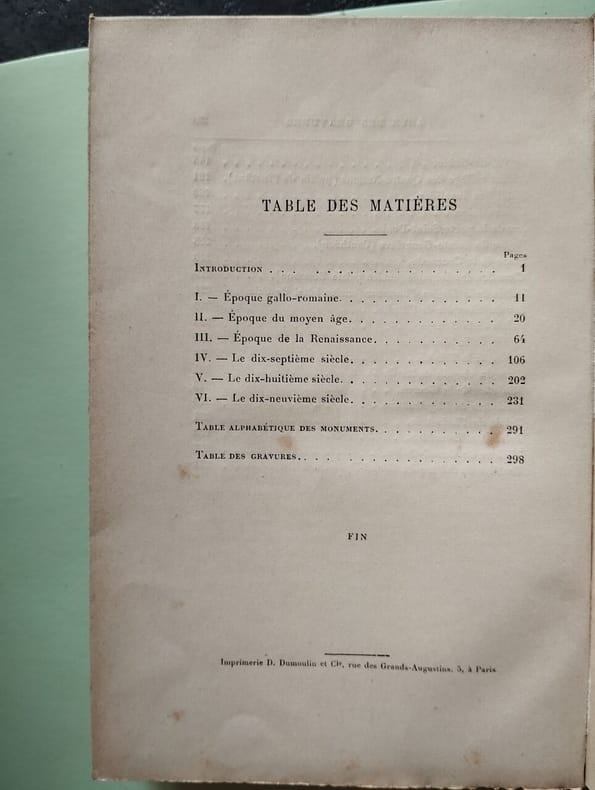 TABLE DES MATIÈRES
Pages
INTRODUCTION . . . . . . . . . . . . . . . . 1
I. — Époque gallo-romaine. . . . . . . . . . . . . 11
II. — Époque du moyen âge. . . . . . . . . . . . . 20
III. — Époque de la Renaissance. . . . . . . . . . . 64
IV. — Le dix-septième siècle. . . . . . . . . . . . . 106
V. — Le dix-huitième siècle. . . . . . . . . . . . . 202
VI. — Le dix-neuvième siècle. . . . . . . . . . . . . 231
TABLE ALPHABÉTIQUE DES MONUMENTS. . . . . . . . . . 291
TABLE DES GRAVURES. . . . . . . . . . . . . . . . 298
FIN
Imprimerie D. Dumoulin et Cie, rue des Grands-Augustins, 5, à Paris